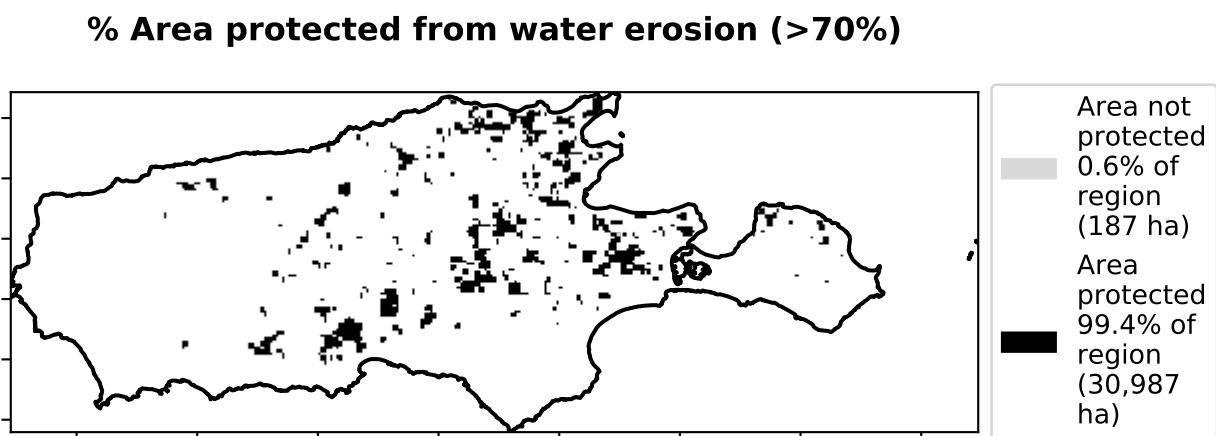 % Area protected from water erosion (>70%)
Area not
protected
0.6% of
region
(187 ha)
Area
protected
99.4% of
region
(30,987
ha)